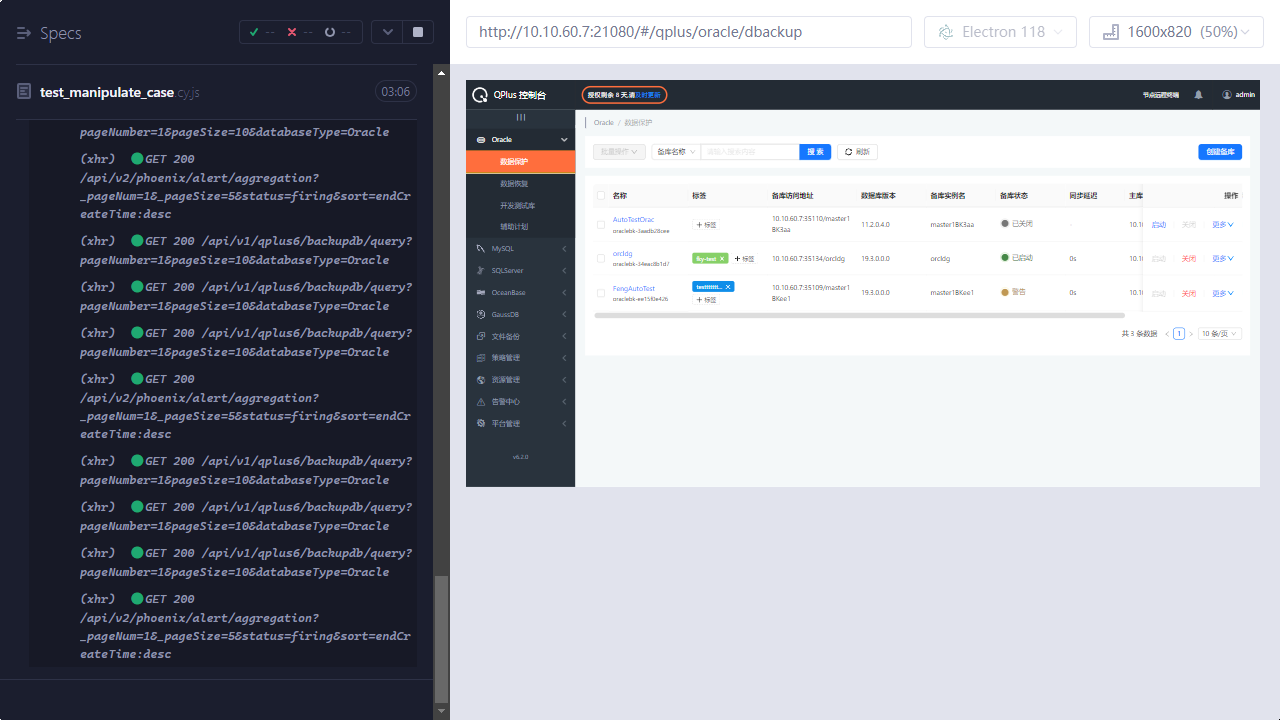 Specs
--
--
--
http://10.10.60.7:21080/#/qplus/oracle/dbackup
Electron 118
1600x820 (50%)
test_manipulate_case.cy.js
03:06
pageNumber=1&pageSize=10&databaseType=Oracle
(xhr) GET 200
/api/v2/phoenix/alert/aggregation?
_pageNum=1&_pageSize=5&status=firing&sort=endCr
eateTime:desc
(xhr) GET 200 /api/v1/qplus6/backupdb/query?
pageNumber=1&pageSize=10&databaseType=Oracle
(xhr) GET 200 /api/v1/qplus6/backupdb/query?
pageNumber=1&pageSize=10&databaseType=Oracle
(xhr) GET 200 /api/v1/qplus6/backupdb/query?
pageNumber=1&pageSize=10&databaseType=Oracle
(xhr) GET 200
/api/v2/phoenix/alert/aggregation?
_pageNum=1&_pageSize=5&status=firing&sort=endCr
eateTime:desc
(xhr) GET 200 /api/v1/qplus6/backupdb/query?
pageNumber=1&pageSize=10&databaseType=Oracle
(xhr) GET 200 /api/v1/qplus6/backupdb/query?
pageNumber=1&pageSize=10&databaseType=Oracle
(xhr) GET 200 /api/v1/qplus6/backupdb/query?
pageNumber=1&pageSize=10&databaseType=Oracle
(xhr) GET 200
/api/v2/phoenix/alert/aggregation?
_pageNum=1&_pageSize=5&status=firing&sort=endCr
eateTime:desc
QPlus 控制台
授权剩余 8 天,请及时更新
节点远程终端
admin
Oracle
数据保护
数据恢复
开发测试库
辅助计划
MySQL
SQLServer
OceanBase
GaussDB
文件备份
策略管理
资源管理
告警中心
平台管理
v6.2.0
Oracle / 数据保护
批量操作
备库名称
请输入搜索内容
搜 索
刷新
创建备库
名称 标签 备库访问地址 数据库版本 备库实例名 备库状态 同步延迟 主库 操作
AutoTestOrac
+ 标签
10.10.60.7:35110/master1
BK3aa
11.2.0.4.0
master1BK3aa
已关闭
-
10.1
启动 关闭 更多
orcldg
fky-test ×
+ 标签
10.10.60.7:35134/orcldg
19.3.0.0.0
orcldg
已启动
0s
10.1
启动 关闭 更多
FengAutoTest
oraclebk-ee15f0e426
+ 标签
10.10.60.7:35109/master1
BKee1
19.3.0.0.0
master1BKee1
警告
0s
10.1
启动 关闭 更多
共 3 条数据 < 1 > 10 条/页